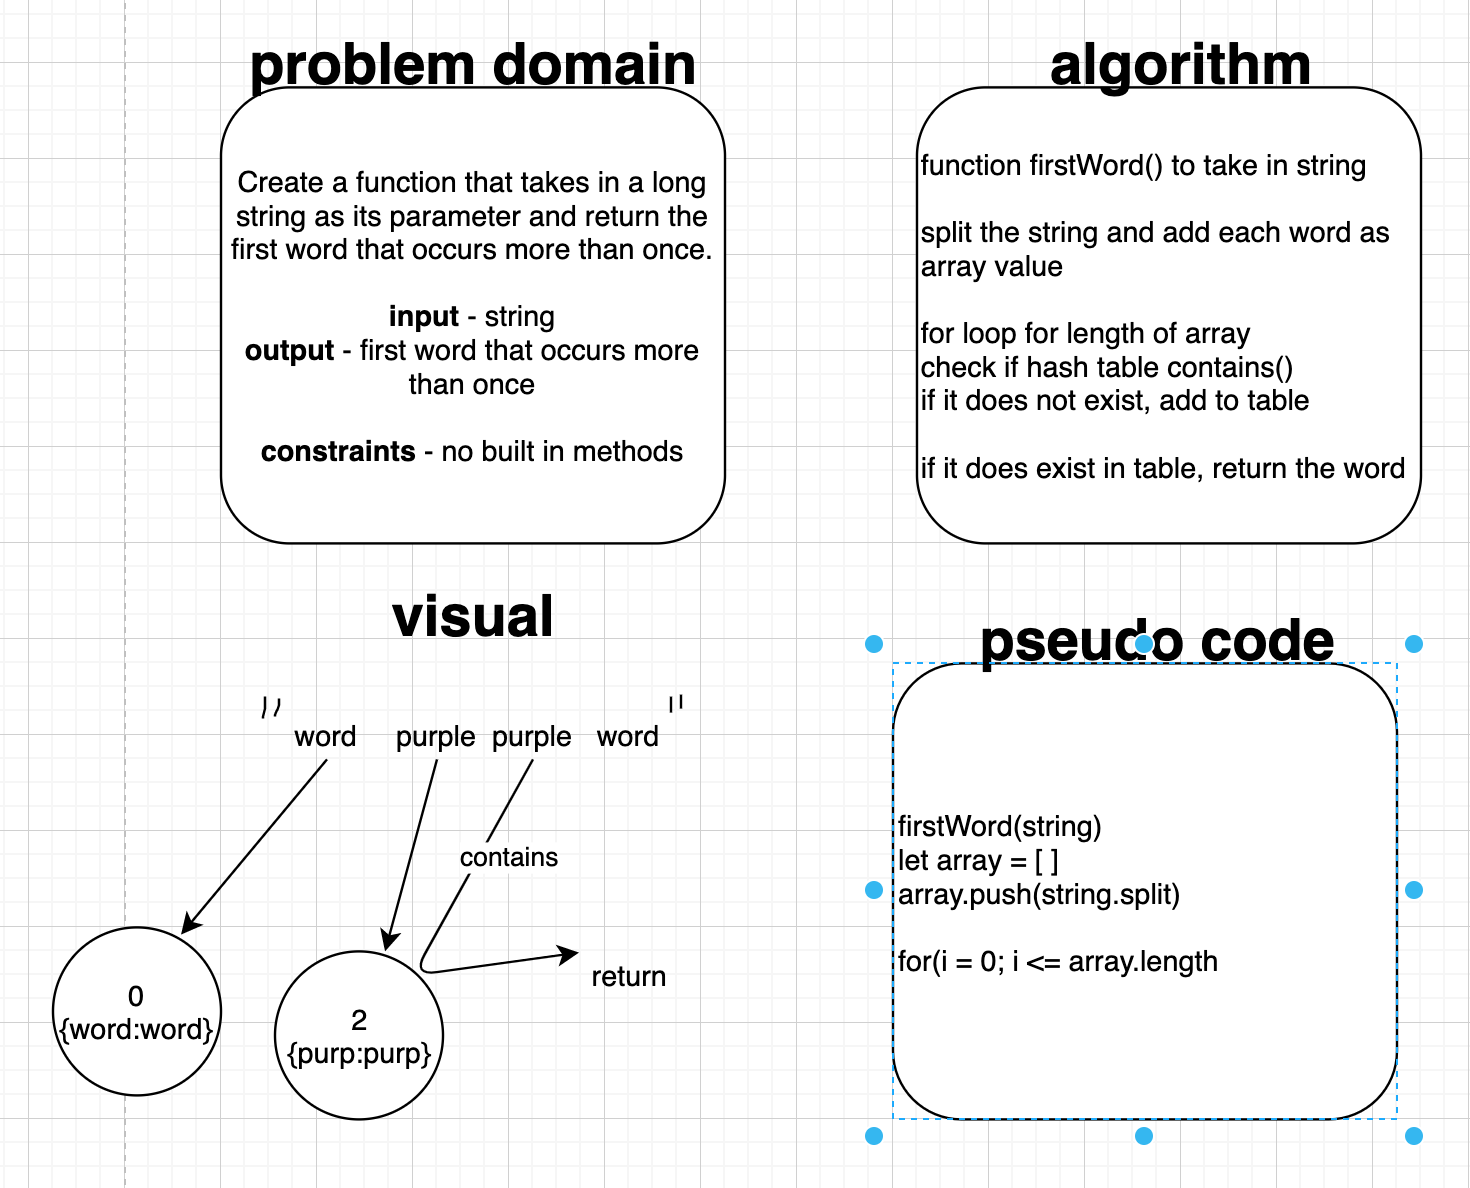 problem domain
Create a function that takes in a long
string as its parameter and return the
first word that occurs more than once.
input - string
output - first word that occurs more
than once
constraints - no built in methods
algorithm
function firstWord() to take in string
split the string and add each word as
array value
for loop for length of array
check if hash table contains()
if it does not exist, add to table
if it does exist in table, return the word
visual
" word purple purple word "
contains
return
0
{word:word}
2
{purp:purp}
pseudo code
firstWord(string)
let array = [ ]
array.push(string.split)
for(i = 0; i <= array.length